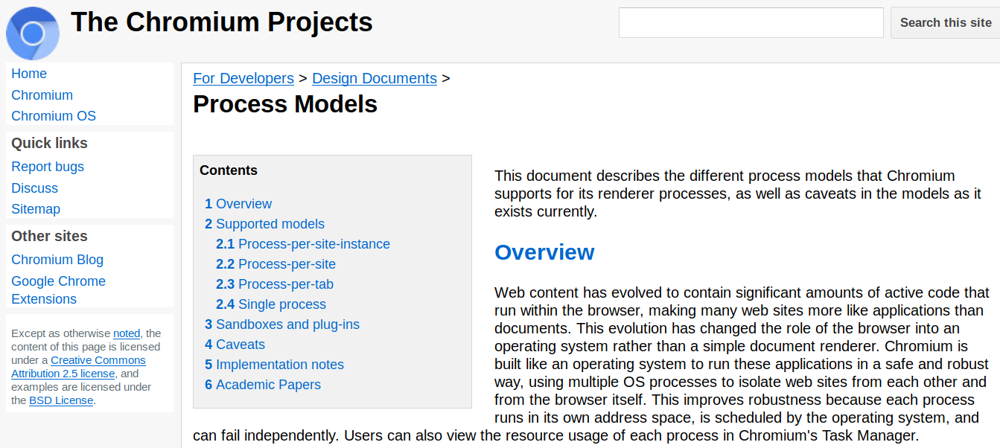 The Chromium Projects
Search this site
Home
Chromium
Chromium OS
Quick links
Report bugs
Discuss
Sitemap
Other sites
Chromium Blog
Google Chrome
Extensions
Except as otherwise noted, the
content of this page is licensed
under a Creative Commons
Attribution 2.5 license, and
examples are licensed under
the BSD License.
For Developers > Design Documents >
Process Models
Contents
1 Overview
2 Supported models
2.1 Process-per-site-instance
2.2 Process-per-site
2.3 Process-per-tab
2.4 Single process
3 Sandboxes and plug-ins
4 Caveats
5 Implementation notes
6 Academic Papers
This document describes the different process models that Chromium
supports for its renderer processes, as well as caveats in the models as it
exists currently.
Overview
Web content has evolved to contain significant amounts of active code that
run within the browser, making many web sites more like applications than
documents. This evolution has changed the role of the browser into an
operating system rather than a simple document renderer. Chromium is
built like an operating system to run these applications in a safe and robust
way, using multiple OS processes to isolate web sites from each other and
from the browser itself. This improves robustness because each process
runs in its own address space, is scheduled by the operating system, and
can fail independently. Users can also view the resource usage of each process in Chromium's Task Manager.